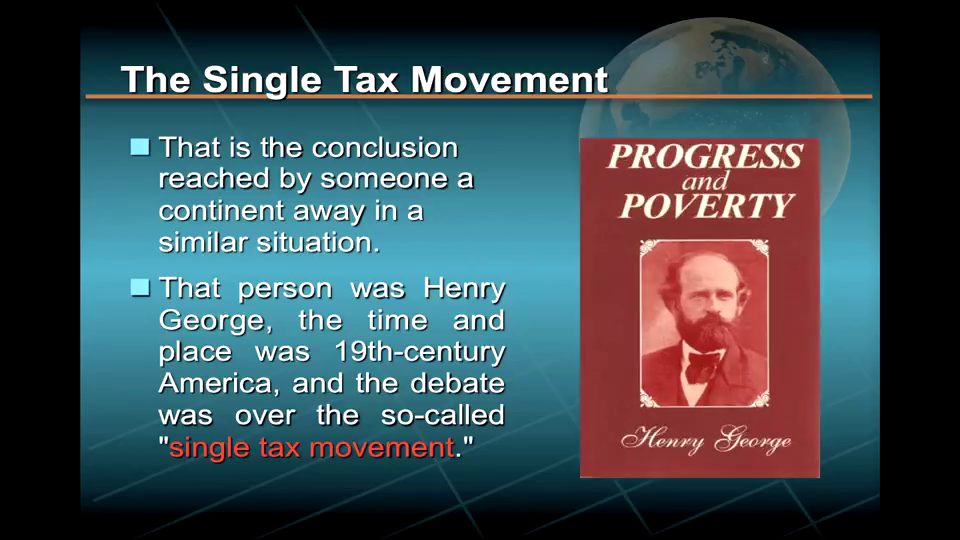 The Single Tax Movement
That is the conclusion
reached by someone a
continent away in a
similar situation.
That person was Henry
George, the time and
place was 19th-century
America, and the debate
was over the so-called
"single tax movement."
PROGRESS
and
POVERTY
Henry George